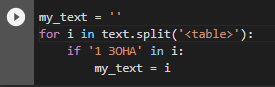 my_text = ''
for i in text.split('<table>'):
    if '1 ЗОНА' in i:
        my_text = i